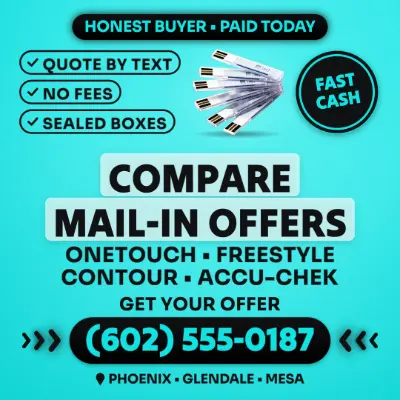 HONEST BUYER • PAID TODAY
QUOTE BY TEXT
NO FEES
SEALED BOXES
FAST
CASH
COMPARE
MAIL-IN OFFERS
ONETOUCH • FREESTYLE
CONTOUR • ACCU-CHEK
GET YOUR OFFER
(602) 555-0187
PHOENIX • GLENDALE • MESA